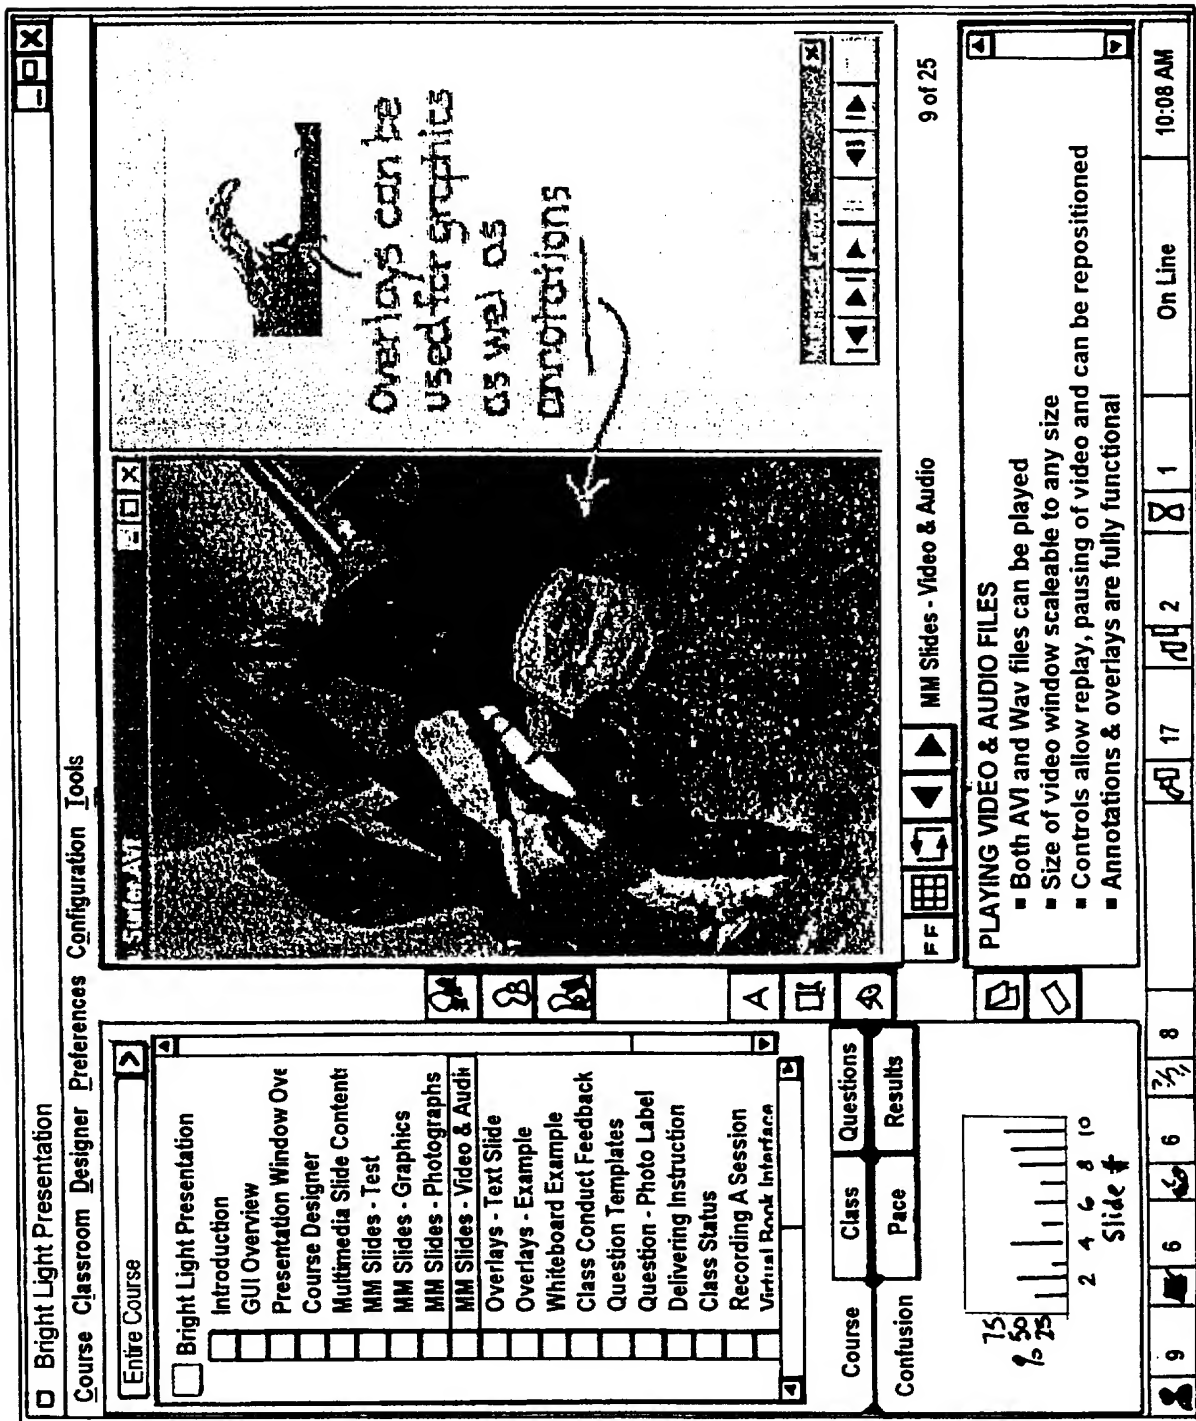 Bright Light Presentation
Course Classroom Designer Preferences Configuration Tools
Entire Course
Bright Light Presentation
Introduction
GUI Overview
Presentation Window Ove
Course Designer
Multimedia Slide Content:
MM Slides - Test
MM Slides - Graphics
MM Slides - Photographs
MM Slides - Video & Audi
Overlays - Text Slide
Overlays - Example
Whiteboard Example
Class Conduct Feedback
Question Templates
Question - Photo Label
Delivering Instruction
Class Status
Recording A Session
Virtual Rank Interface
Course Class Questions
Confusion Pace Results
75
% 50
25
2 4 6 8 10
Slide #
A
Surfer.AVI
Overlays can be
used for graphics
as wel as
annotations
FF
MM Slides - Video & Audio
9 of 25
PLAYING VIDEO & AUDIO FILES
■ Both AVI and Wav files can be played
■ Size of video window scaleable to any size
■ Controls allow replay, pausing of video and can be repositioned
■ Annotations & overlays are fully functional
9 6 6 8 17 2 1 On Line 10:08 AM